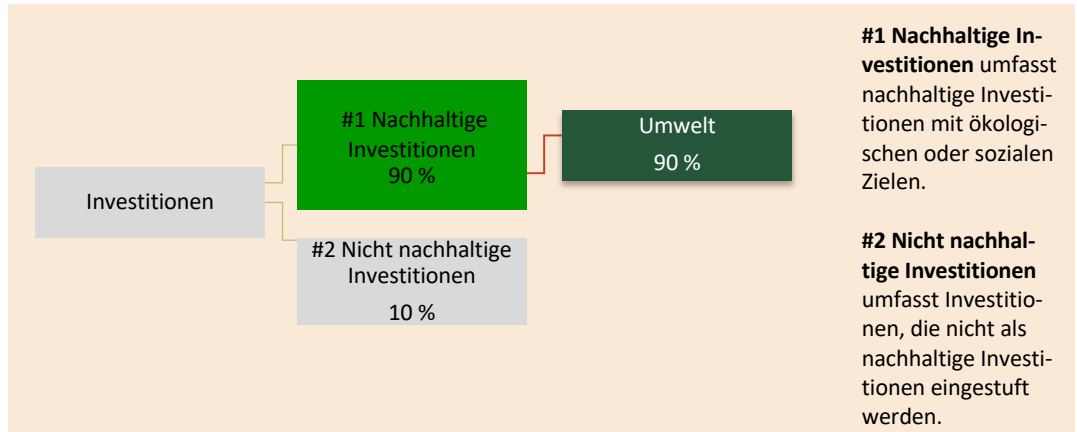 Investitionen
#1 Nachhaltige
Investitionen
90 %
Umwelt
90 %
#2 Nicht nachhaltige
Investitionen
10 %
#1 Nachhaltige In-
vestitionen umfasst
nachhaltige Investi-
tionen mit ökologi-
schen oder sozialen
Zielen.
#2 Nicht nachhal-
tige Investitionen
umfasst Investitio-
nen, die nicht als
nachhaltige Investi-
tionen eingestuft
werden.